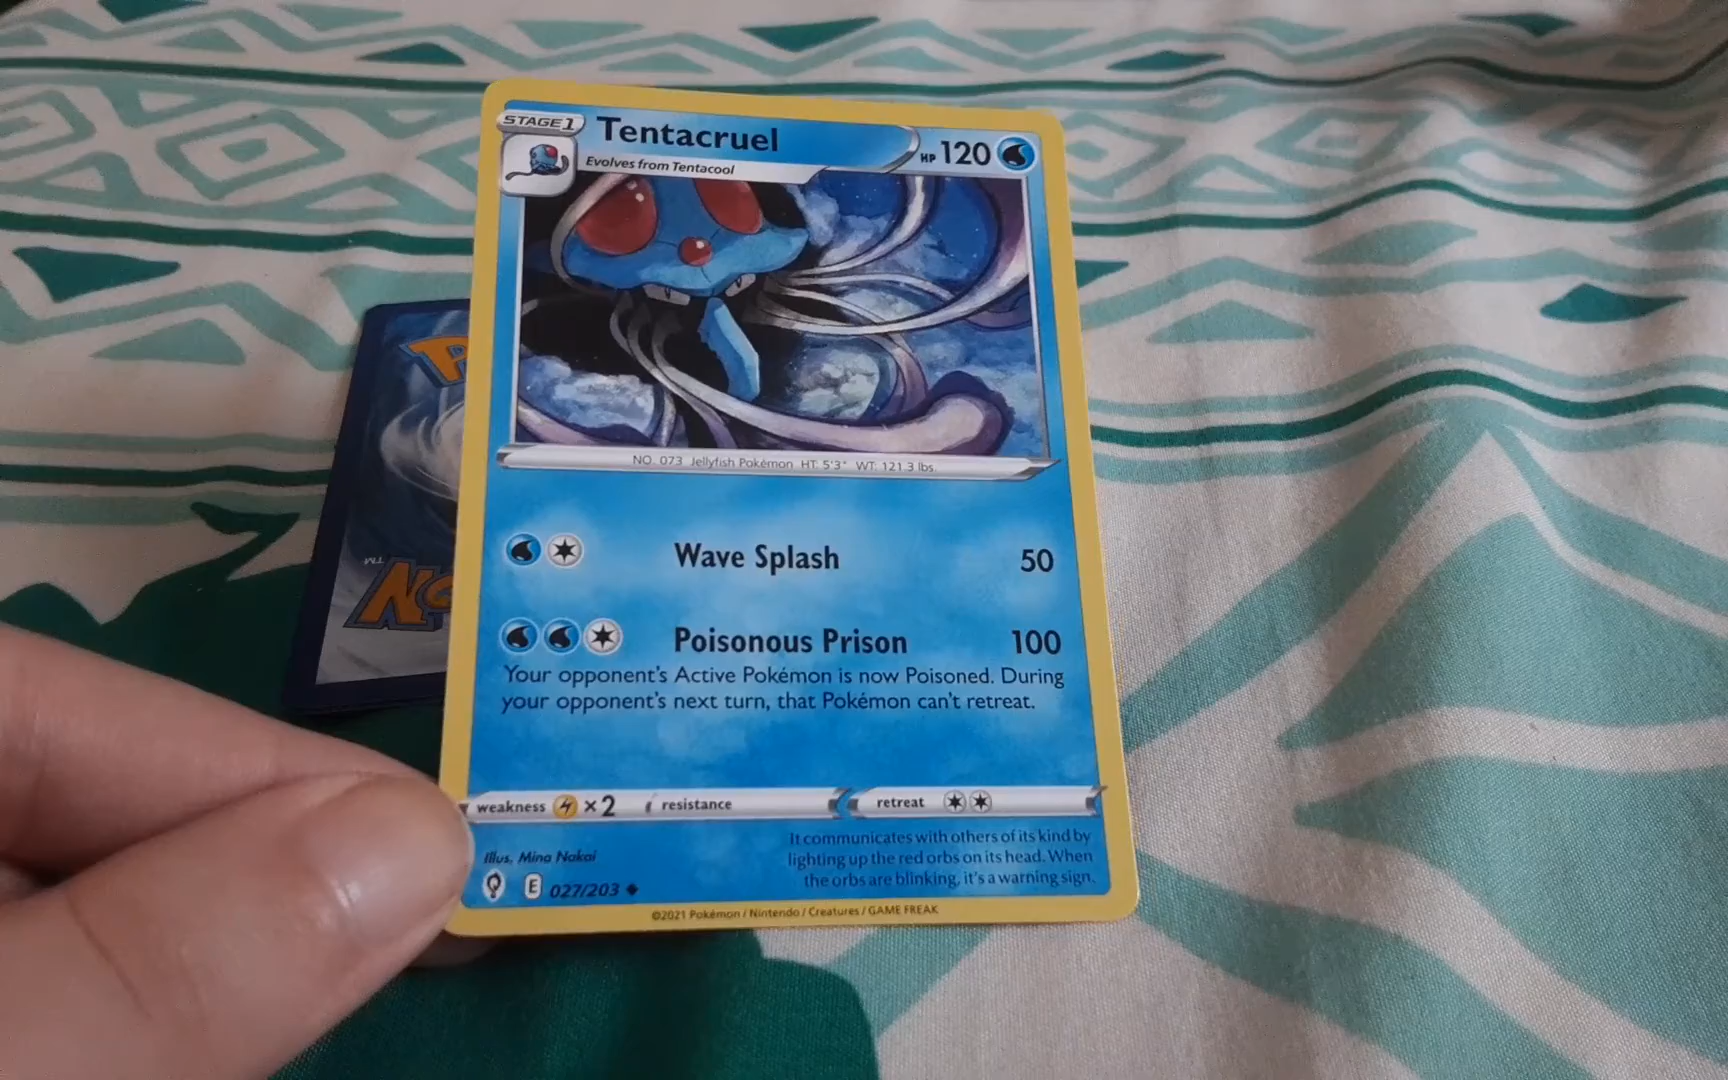 STAGE 1
Tentacruel
HP 120
Evolves from Tentacool
NO. 073 Jellyfish Pokémon HT: 5'3" WT: 121.3 lbs.
Wave Splash 50
Poisonous Prison 100
Your opponent's Active Pokémon is now Poisoned. During
your opponent's next turn, that Pokémon can't retreat.
weakness ×2 resistance retreat
It communicates with others of its kind by
lighting up the red orbs on its head. When
the orbs are blinking, it's a warning sign.
Illus. Mina Nakai
E 027/203
©2021 Pokémon / Nintendo / Creatures / GAME FREAK